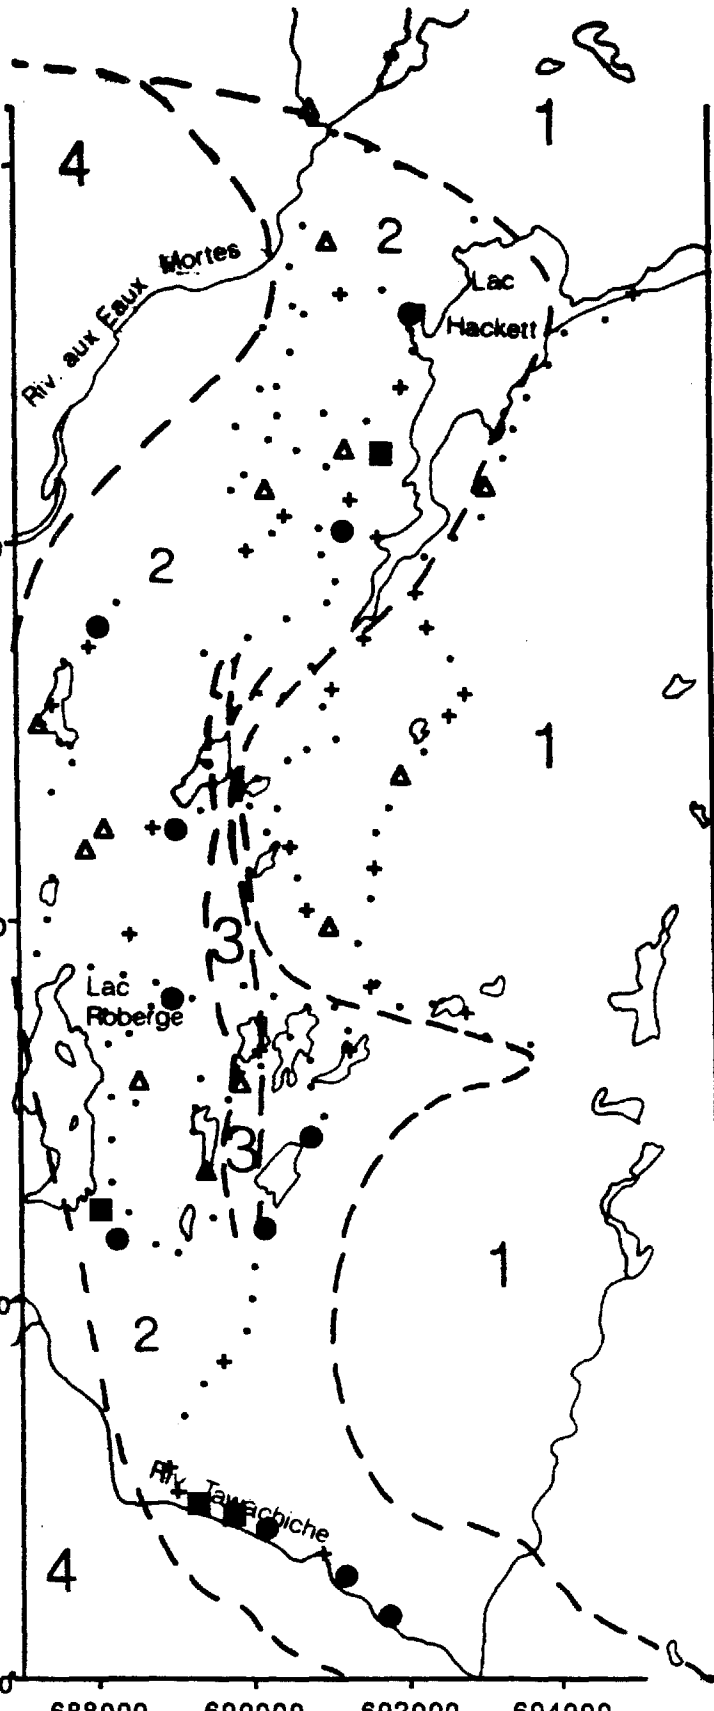 1
4
2
Riv. aux Eaux Mortes
Lac
Hackett
2
1
3
Lac
Roberge
3
1
2
Riv. Tawachiche
4
688000 690000 692000 694000